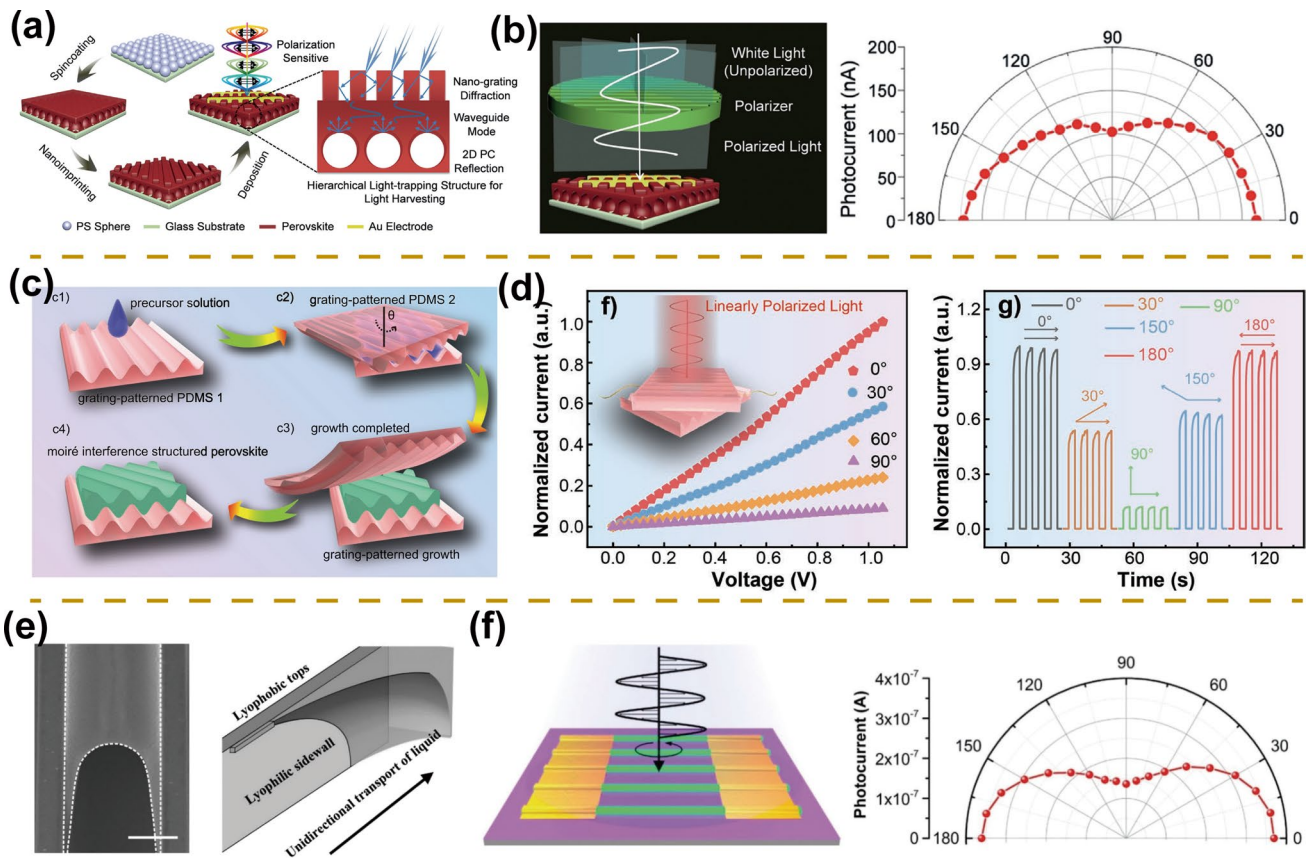 (a)
Spincoating
Nanoimprinting
Deposition
Polarization
Sensitive
Nano-grating
Diffraction
Waveguide
Mode
2D PC
Reflection
Hierarchical Light-trapping Structure for
Light Harvesting
PS Sphere
Glass Substrate
Perovskite
Au Electrode
(b)
White Light
(Unpolarized)
Polarizer
Polarized Light
Photocurrent (nA)
200
150
100
50
0
180
150
120
90
60
30
0
(c)
c1)
precursor solution
grating-patterned PDMS 1
c2)
grating-patterned PDMS 2
θ
c4)
moiré interference structured perovskite
c3)
growth completed
grating-patterned growth
(d)
f)
Linearly Polarized Light
Normalized current (a.u.)
1.0
0.8
0.6
0.4
0.2
0.0
0°
30°
60°
90°
0.0
0.2
0.4
0.6
0.8
1.0
Voltage (V)
g)
Normalized current (a.u.)
1.2
0.9
0.6
0.3
0.0
0°
30°
90°
150°
180°
0°
30°
90°
150°
180°
0
30
60
90
120
Time (s)
(e)
Lyophobic tops
Lyophilic sidewall
Unidirectional transport of liquid
(f)
Photocurrent (A)
4x10-7
3x10-7
2x10-7
1x10-7
0
180
150
120
90
60
30
0